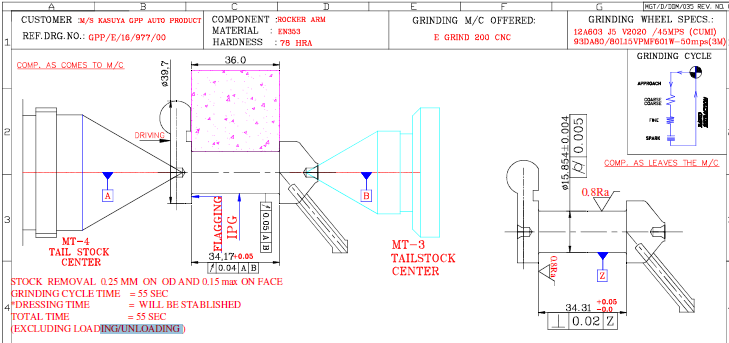 A B C D E F G
MGT/D/DDM/035 REV. NO.
CUSTOMER :M/S KASUYA GPP AUTO PRODUCT
REF.DRG.NO.: GPP/E/16/977/00
COMPONENT :ROCKER ARM
MATERIAL : EN353
HARDNESS : 78 HRA
GRINDING M/C OFFERED:
E GRIND 200 CNC
GRINDING WHEEL SPECS.:
12A603 J5 V2020 /45MPS (CUMI)
93DA80/80L15VPMF601W-50mps(3M)
1
2
3
4
COMP. AS COMES TO M/C
36.0
ø39.7
DRIVING
A
B
FLAGGING
IPG
0.05 A B
34.17+0.05
0.04 A B
MT-4
TAIL STOCK
CENTER
MT-3
TAILSTOCK
CENTER
GRINDING CYCLE
APPROACH
COARSE
COARSE
FINE
SPARK
COMP. AS LEAVES THE M/C
ø15.854±0.004
0.005
0.8Ra
Z
0.8Ra
34.31 +0.05
-0.0
⊥ 0.02 Z
STOCK REMOVAL 0.25 MM ON OD AND 0.15 max ON FACE
GRINDING CYCLE TIME = 55 SEC
*DRESSING TIME = WILL BE STABLISHED
TOTAL TIME = 55 SEC
(EXCLUDING LOADING/UNLOADING )